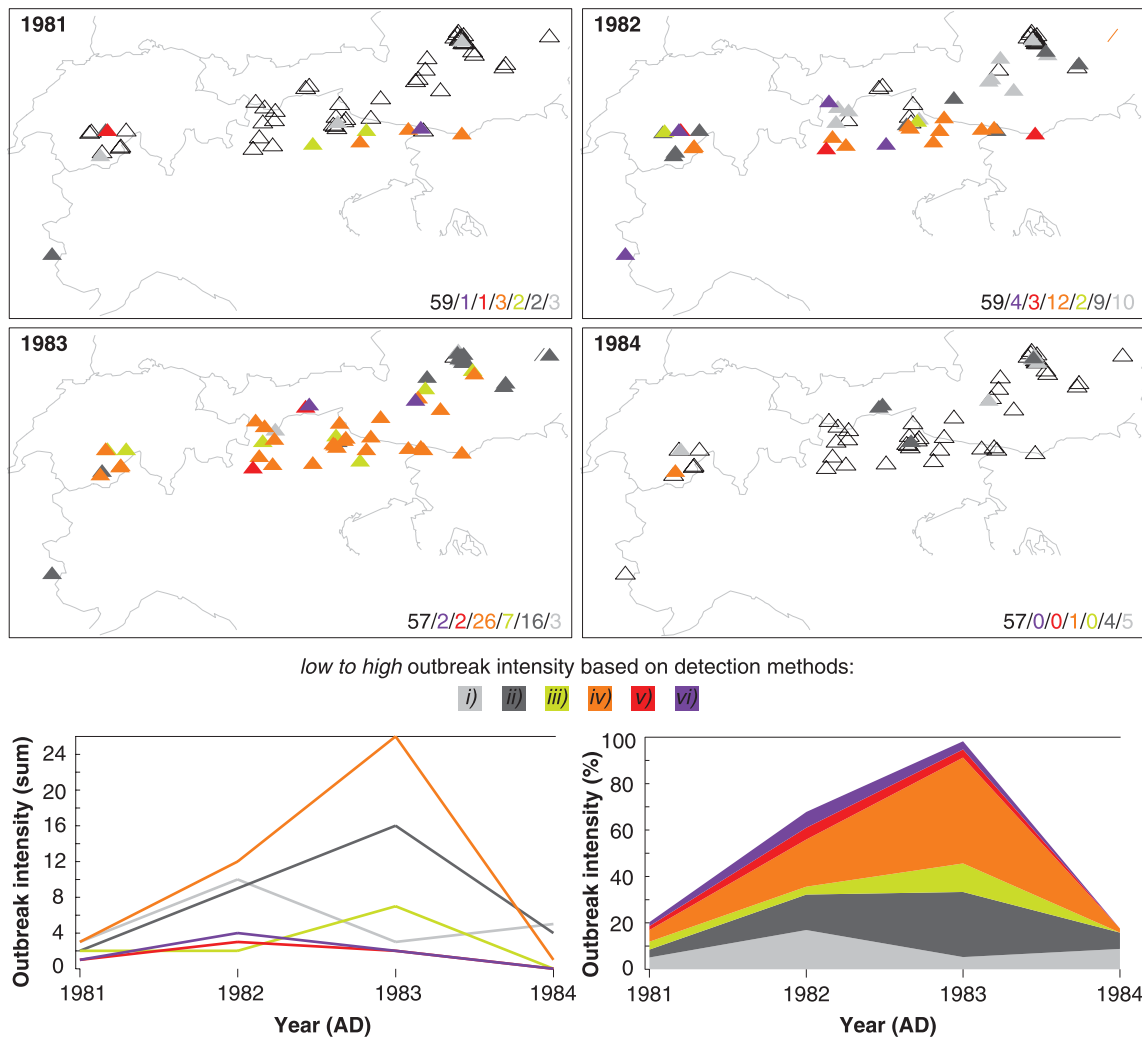 1981
59/1/1/3/2/2/3
1982
59/4/3/12/2/9/10
1983
57/2/2/26/7/16/3
1984
57/0/0/1/0/4/5
low to high outbreak intensity based on detection methods:
i) ii) iii) iv) v) vi)
Outbreak intensity (sum)
24
20
16
12
8
4
0
1981 1982 1983 1984
Year (AD)
Outbreak intensity (%)
100
80
60
40
20
0
1981 1982 1983 1984
Year (AD)